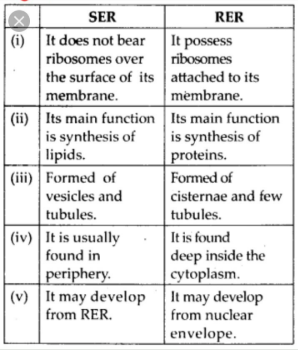 SER RER
(i) It does not bear It possess
ribosomes over ribosomes
the surface of its attached to its
membrane. membrane.
(ii) Its main function Its main function
is synthesis of is synthesis of
lipids. proteins.
(iii) Formed of Formed of
vesicles and cisternae and few
tubules. tubules.
(iv) It is usually It is found
found in deep inside the
periphery. cytoplasm.
(v) It may develop It may develop
from RER. from nuclear
envelope.